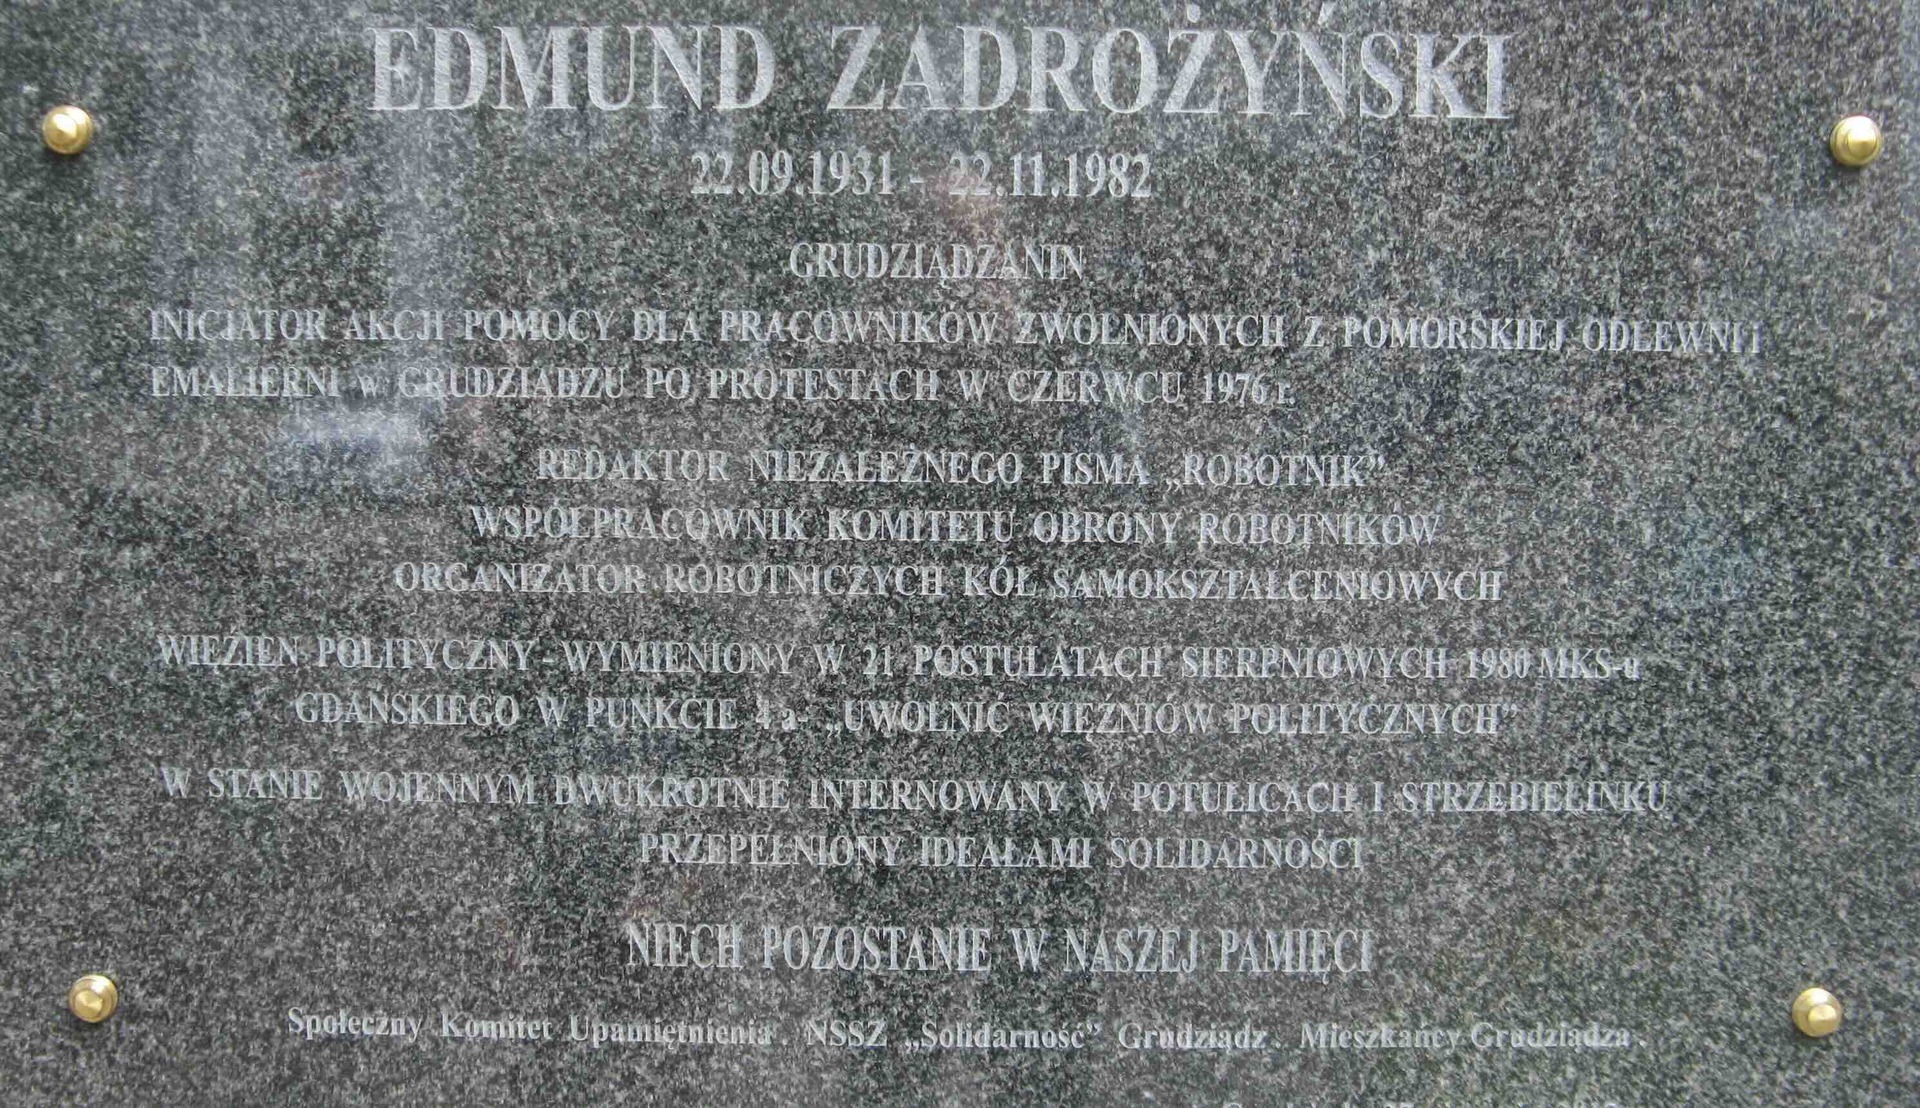 EDMUND ZADROŻYŃSKI
22.09.1931 - 22.11.1982
GRUDZIĄDZANIN
INICJATOR AKCJI POMOCY DLA PRACOWNIKÓW ZWOLNIONYCH Z POMORSKIEJ ODLEWNI I
EMALIERNI w GRUDZIĄDZU PO PROTESTACH W CZERWCU 1976 r.
REDAKTOR NIEZALEŻNEGO PISMA „ROBOTNIK”
WSPÓŁPRACOWNIK KOMITETU OBRONY ROBOTNIKÓW
ORGANIZATOR ROBOTNICZYCH KÓŁ SAMOKSZTAŁCENIOWYCH
WIĘZIEŃ POLITYCZNY - WYMIENIONY W 21 POSTULATACH SIERPNIOWYCH 1980 MKS-u
GDAŃSKIEGO W PUNKCIE 4 a- „UWOLNIĆ WIĘŹNIÓW POLITYCZNYCH”
W STANIE WOJENNYM DWUKROTNIE INTERNOWANY W POTULICACH I STRZEBIELINKU
PRZEPEŁNIONY IDEAŁAMI SOLIDARNOŚCI
NIECH POZOSTANIE W NASZEJ PAMIĘCI
Społeczny Komitet Upamiętnienia. NSSZ „Solidarność” Grudziądz. Mieszkańcy Grudziądza.